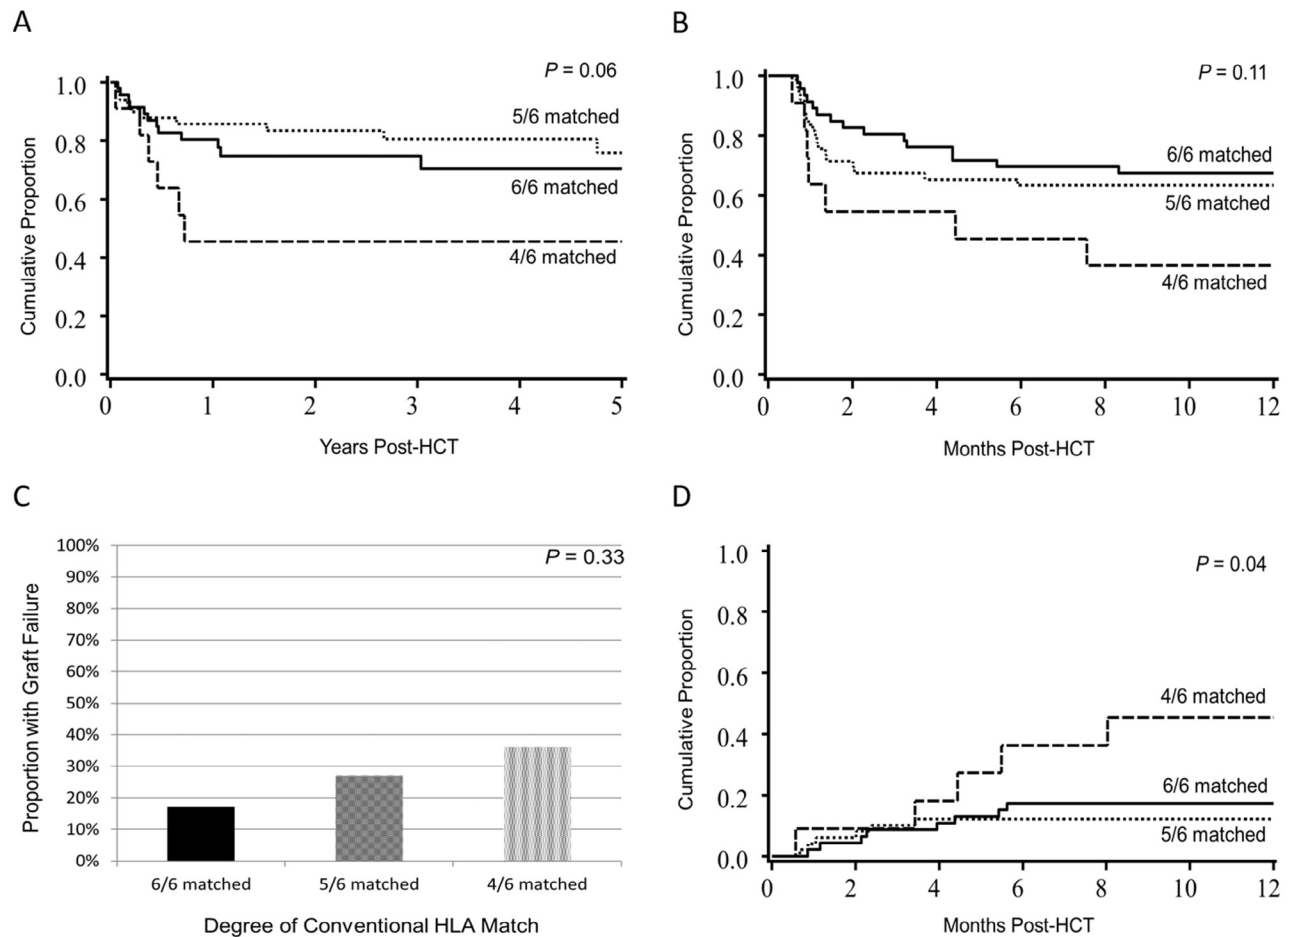 A
P = 0.06
1.0
0.8
0.6
0.4
0.2
0.0
Cumulative Proportion
5/6 matched
6/6 matched
4/6 matched
0 1 2 3 4 5
Years Post-HCT
B
P = 0.11
1.0
0.8
0.6
0.4
0.2
0.0
Cumulative Proportion
6/6 matched
5/6 matched
4/6 matched
0 2 4 6 8 10 12
Months Post-HCT
C
P = 0.33
100%
90%
80%
70%
60%
50%
40%
30%
20%
10%
0%
Proportion with Graft Failure
6/6 matched 5/6 matched 4/6 matched
Degree of Conventional HLA Match
D
P = 0.04
1.0
0.8
0.6
0.4
0.2
0.0
Cumulative Proportion
4/6 matched
6/6 matched
5/6 matched
0 2 4 6 8 10 12
Months Post-HCT